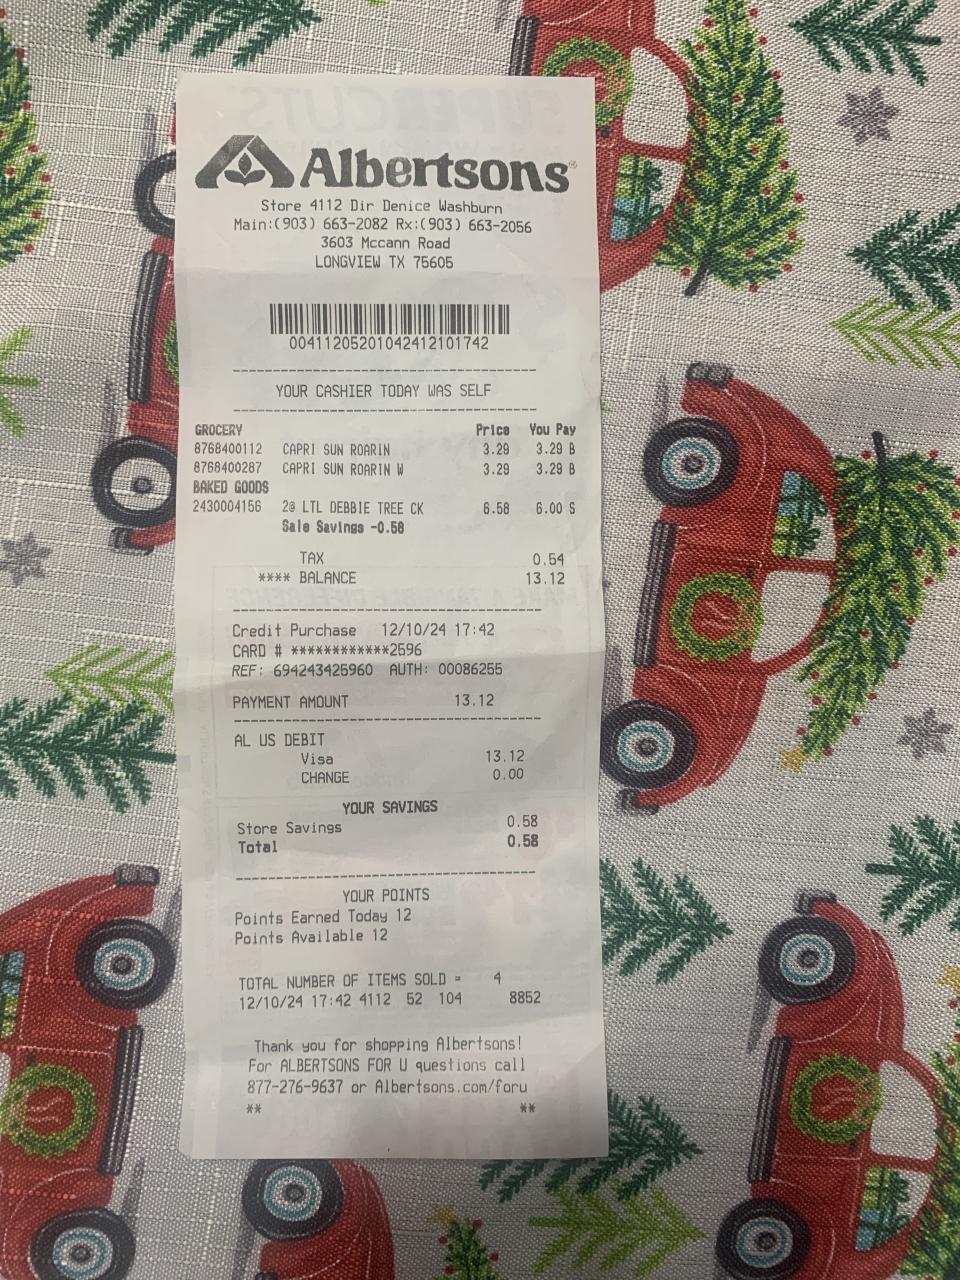 Albertsons®
Store 4112 Dir Denice Washburn
Main:(903) 663-2082 Rx:(903) 663-2056
3603 Mccann Road
LONGVIEW TX 75605
00411205201042412101742
YOUR CASHIER TODAY WAS SELF
GROCERY Price You Pay
8768400112 CAPRI SUN ROARIN 3.29 3.29 B
8768400287 CAPRI SUN ROARIN W 3.29 3.29 B
BAKED GOODS
2430004156 2@ LTL DEBBIE TREE CK 6.58 6.00 S
Sale Savings -0.58
TAX 0.54
**** BALANCE 13.12
Credit Purchase 12/10/24 17:42
CARD # ************2596
REF: 694243425960 AUTH: 00086255
PAYMENT AMOUNT 13.12
AL US DEBIT
Visa 13.12
CHANGE 0.00
YOUR SAVINGS
Store Savings 0.58
Total 0.58
YOUR POINTS
Points Earned Today 12
Points Available 12
TOTAL NUMBER OF ITEMS SOLD = 4
12/10/24 17:42 4112 52 104 8852
Thank you for shopping Albertsons!
For ALBERTSONS FOR U questions call
877-276-9637 or Albertsons.com/foru
** **